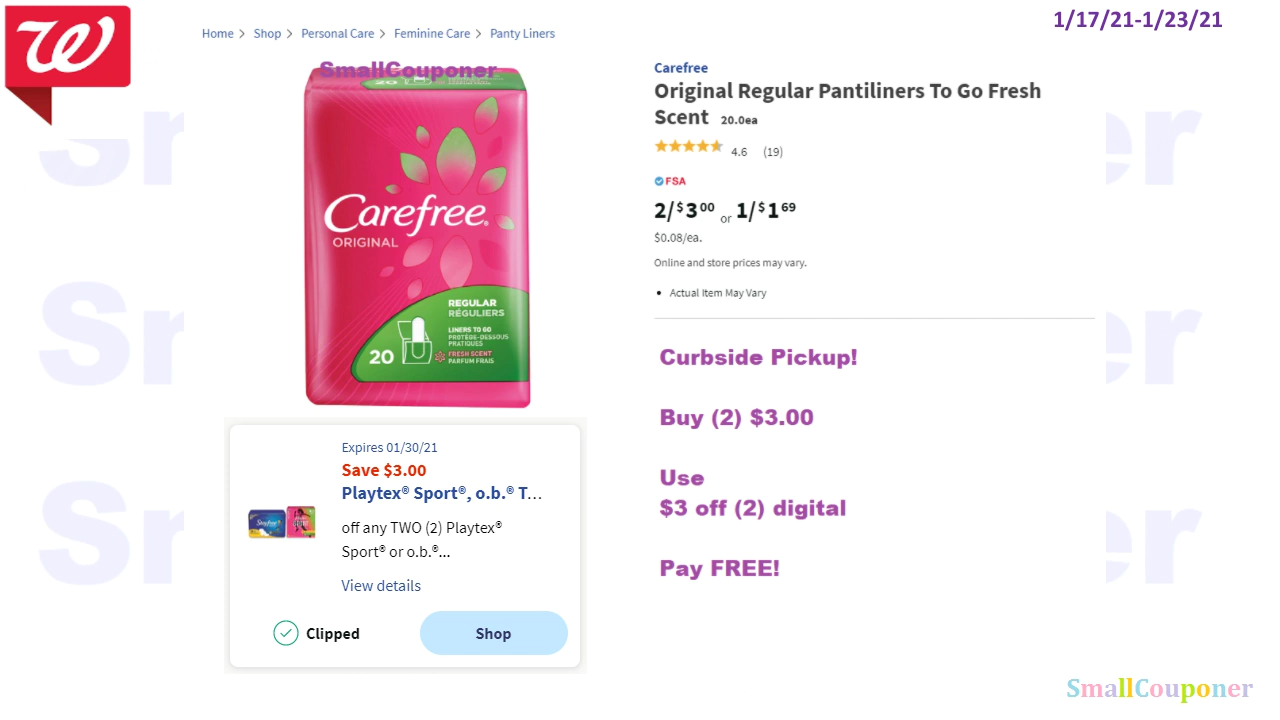 1/17/21-1/23/21
Home > Shop > Personal Care > Feminine Care > Panty Liners
SmallCouponer
20
Carefree®
ORIGINAL
REGULAR
RÉGULIERS
LINERS TO GO
PROTÈGE-DESSOUS
PRATIQUES
FRESH SCENT
PARFUM FRAIS
20
Carefree
Original Regular Pantiliners To Go Fresh
Scent 20.0ea
4.6 (19)
FSA
2/$3.00 or 1/$1.69
$0.08/ea.
Online and store prices may vary.
• Actual Item May Vary
Expires 01/30/21
Save $3.00
Playtex® Sport®, o.b.® T...
off any TWO (2) Playtex®
Sport® or o.b.®...
View details
Clipped
Shop
Curbside Pickup!
Buy (2) $3.00
Use
$3 off (2) digital
Pay FREE!
SmallCouponer